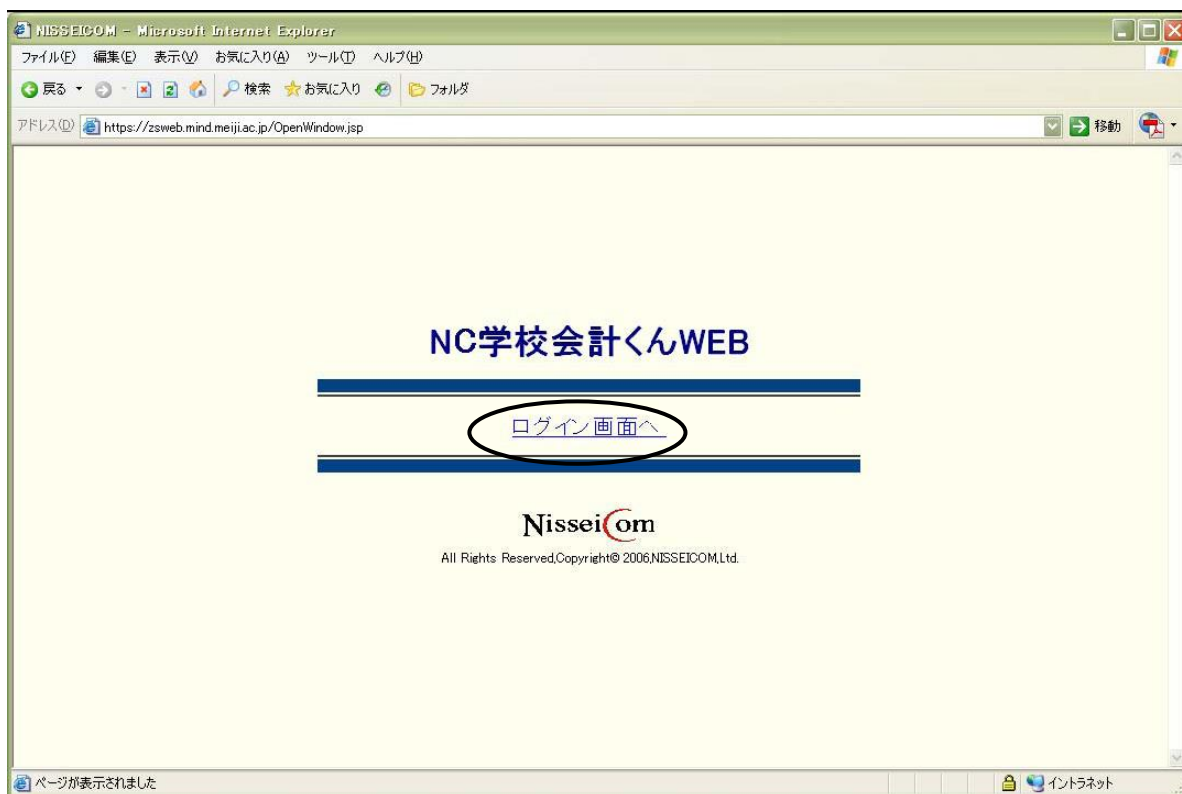 NISSEICOM - Microsoft Internet Explorer
ファイル(F) 編集(E) 表示(V) お気に入り(A) ツール(T) ヘルプ(H)
戻る 検索 お気に入り フォルダ
アドレス(D) https://zsweb.mind.meiji.ac.jp/OpenWindow.jsp 移動
NC学校会計くんWEB
ログイン画面へ
NisseiCom
All Rights Reserved,Copyright© 2006,NISSEICOM,Ltd.
ページが表示されました イントラネット